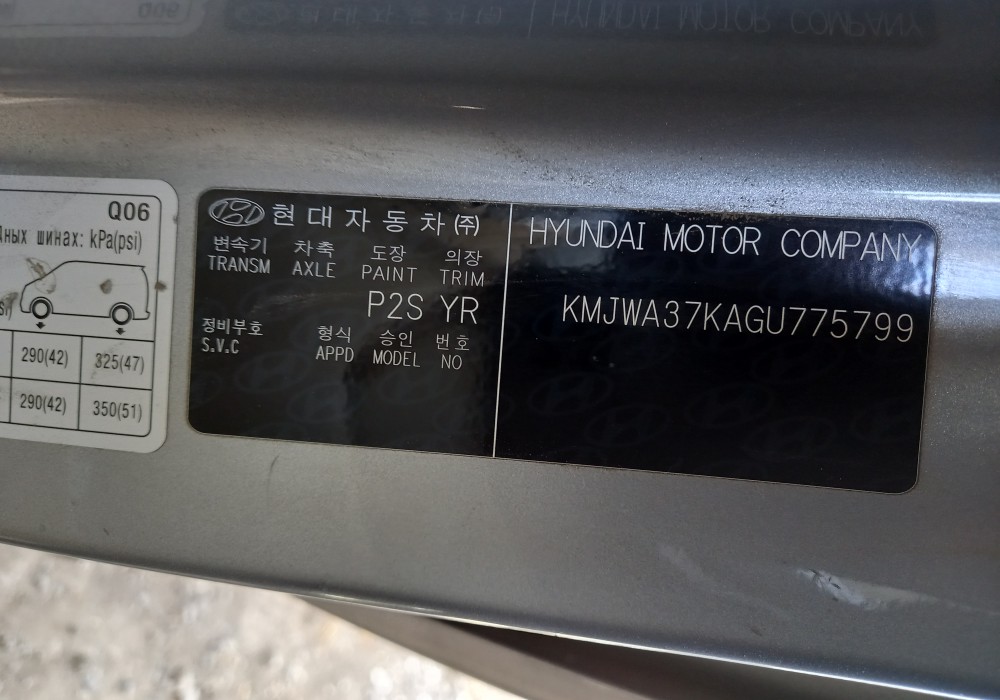 Q06
ных шинах: kPa(psi)
290(42) 325(47)
290(42) 350(51)
현대자동차(주)
변속기 차축 도장 의장
TRANSM AXLE PAINT TRIM
P2S YR
정비부호 형식 승인 번호
S.V.C APPD MODEL NO
HYUNDAI MOTOR COMPANY
KMJWA37KAGU775799